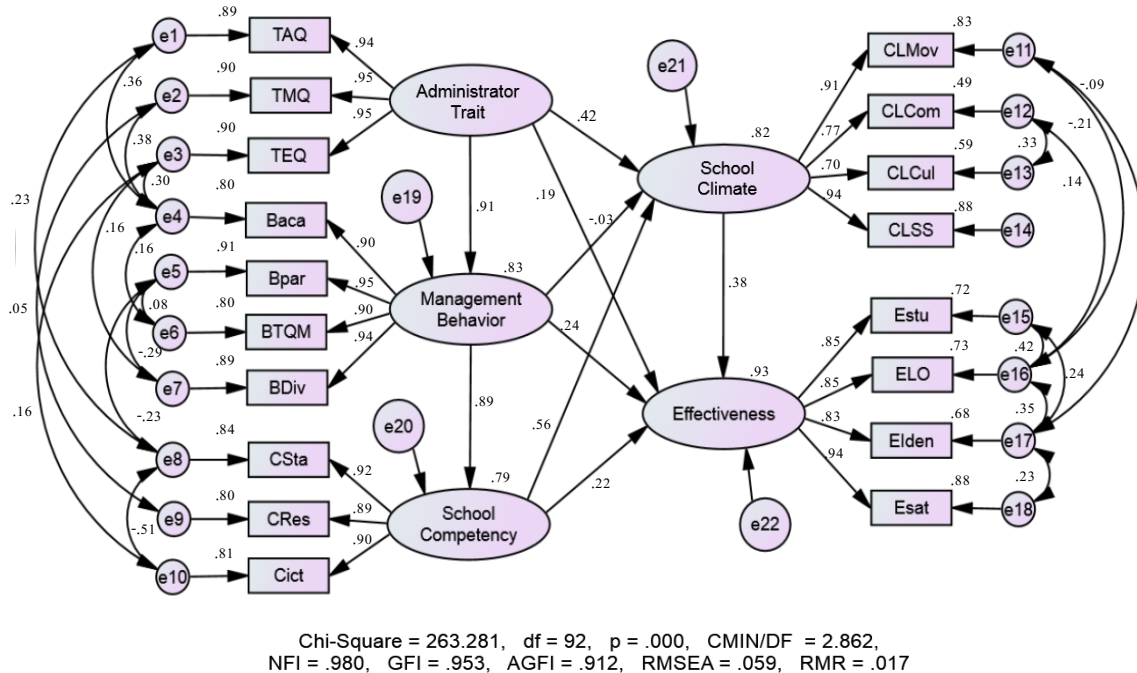 e1 .89 TAQ .94
e2 .90 TMQ .95
e3 .90 TEQ .95
e4 .80 Baca .90
e5 .91 Bpar .95
e6 .80 BTQM .90
e7 .89 BDiv .94
e8 .84 CSta .92
e9 .80 CRes .89
e10 .81 Cict .90
.36
.38
.30
.16
.16
.08
-.29
-.23
-.51
.23
.05
.16
Administrator
Trait
.91
e19
.83
Management
Behavior
.89
e20
.79
School
Competency
.42
.19
-.03
.24
.56
.22
e21
.82
School
Climate
.38
.93
Effectiveness
e22
.91 CLMov .83 e11
.77 CLCom .49 e12
.70 CLCul .59 e13
.94 CLSS .88 e14
.85 Estu .72 e15
.85 ELO .73 e16
.83 EIden .68 e17
.94 Esat .88 e18
-.09
-.21
.33
.14
.42
.24
.35
.23
Chi-Square = 263.281, df = 92, p = .000, CMIN/DF = 2.862,
NFI = .980, GFI = .953, AGFI = .912, RMSEA = .059, RMR = .017